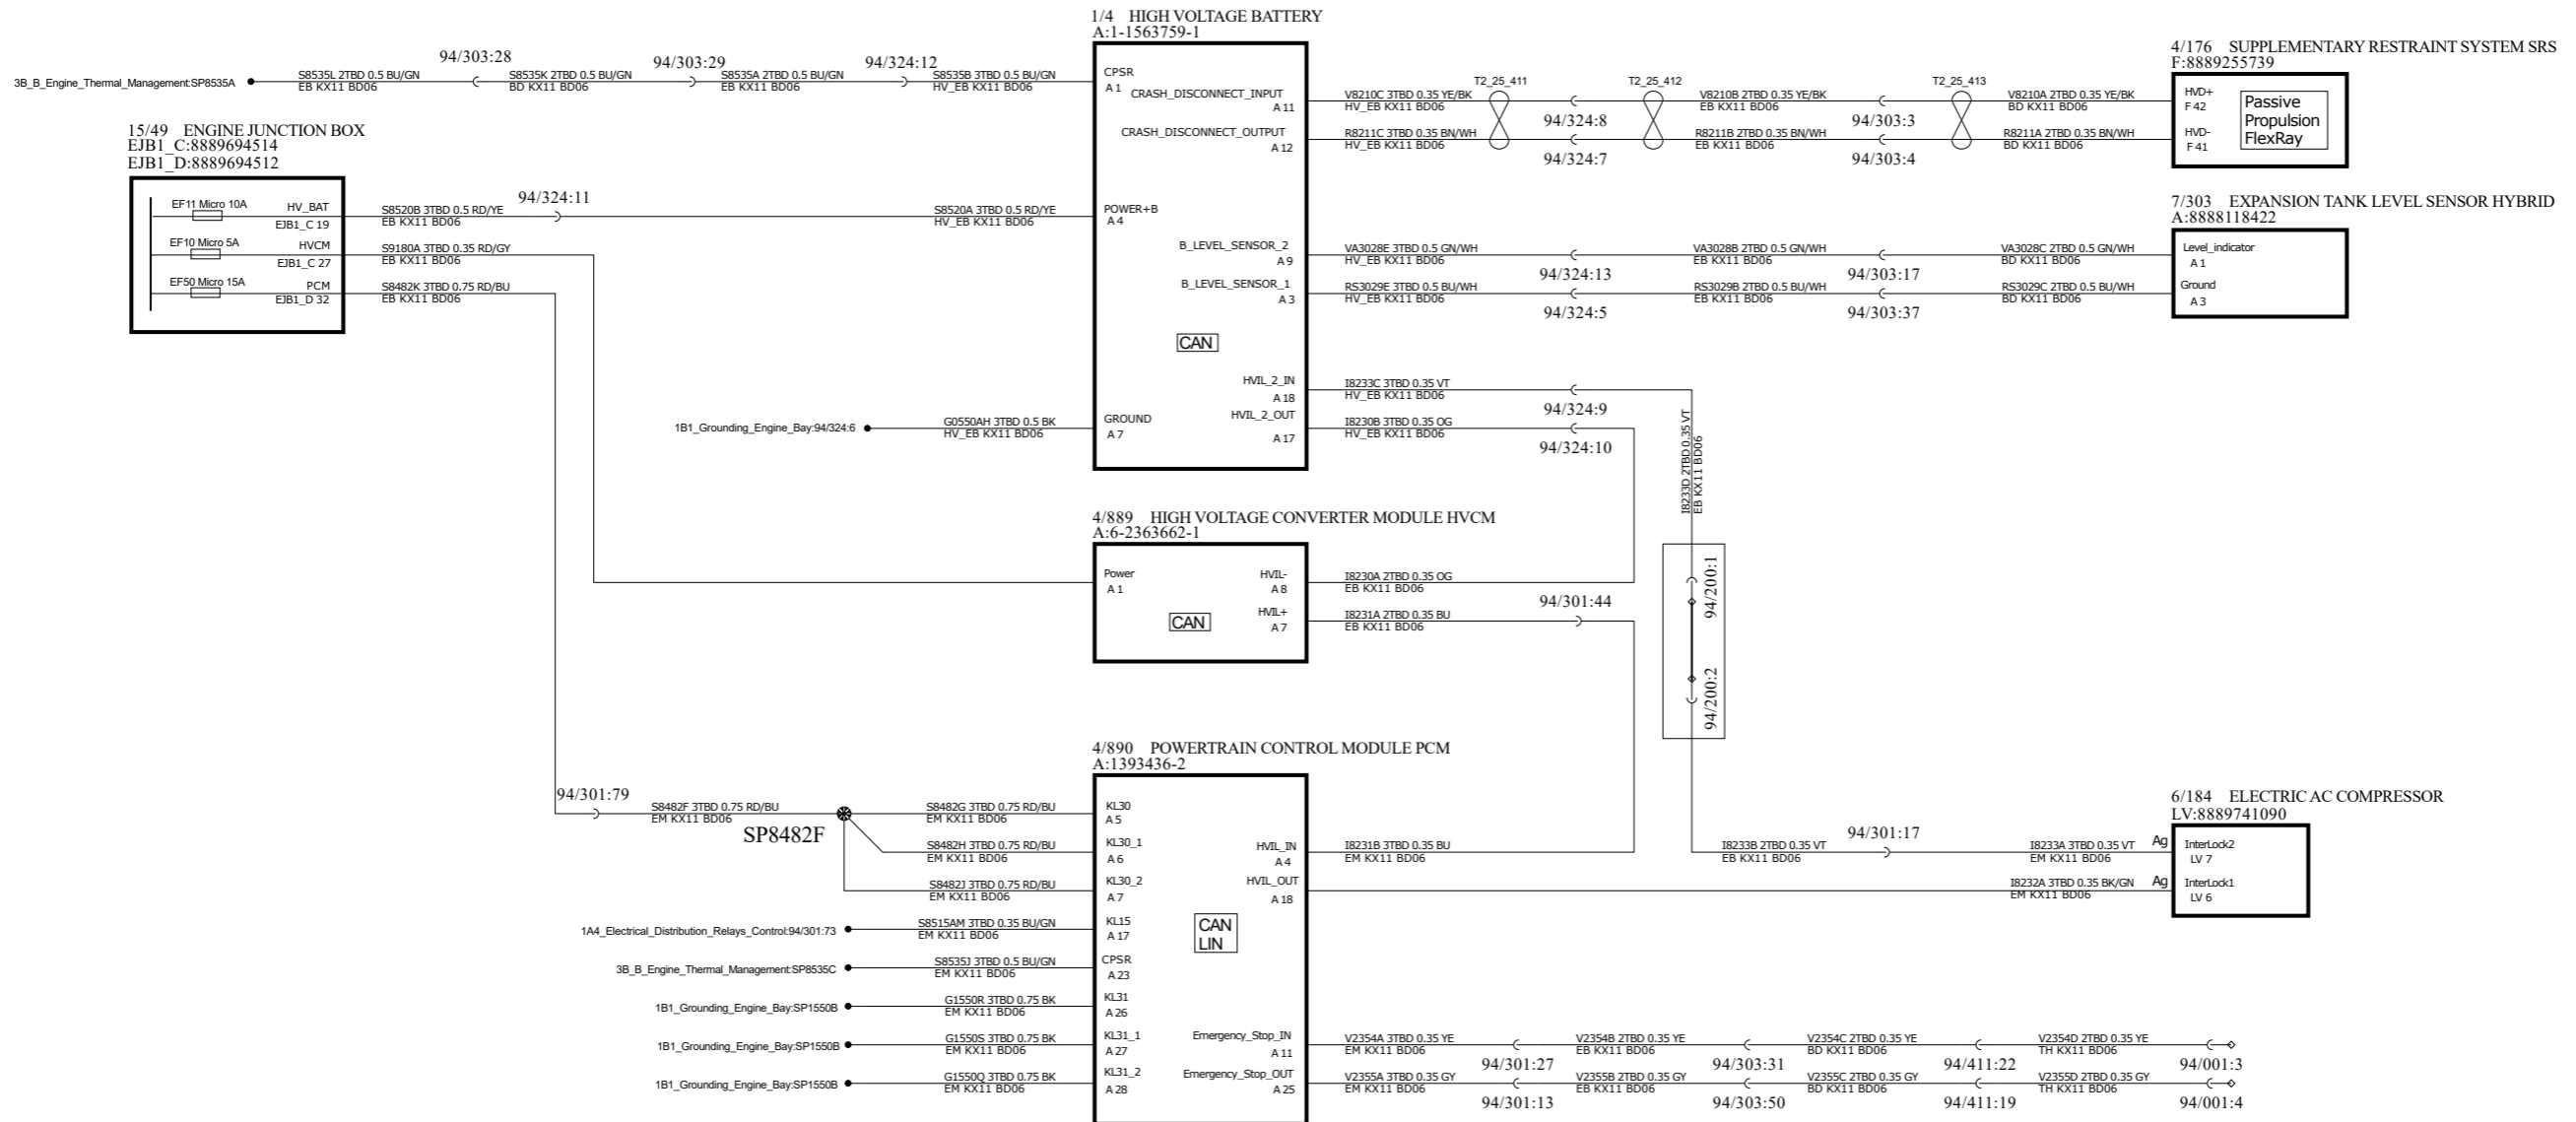 1/4 HIGH VOLTAGE BATTERY
A:1-1563759-1
CPSR
A 1
CRASH_DISCONNECT_INPUT
A 11
CRASH_DISCONNECT_OUTPUT
A 12
POWER+B
A 4
B_LEVEL_SENSOR_2
A 9
B_LEVEL_SENSOR_1
A 3
CAN
HVIL_2_IN
A 18
HVIL_2_OUT
A 17
GROUND
A 7
3B_B_Engine_Thermal_Management:SP8535A
S8535L 2TBD 0.5 BU/GN
EB KX11 BD06
94/303:28
S8535K 2TBD 0.5 BU/GN
BD KX11 BD06
94/303:29
S8535A 2TBD 0.5 BU/GN
EB KX11 BD06
94/324:12
S8535B 3TBD 0.5 BU/GN
HV_EB KX11 BD06
15/49 ENGINE JUNCTION BOX
EJB1_C:8889694514
EJB1_D:8889694512
EF11 Micro 10A
HV_BAT
EJB1_C 19
EF10 Micro 5A
HVCM
EJB1_C 27
EF50 Micro 15A
PCM
EJB1_D 32
S8520B 3TBD 0.5 RD/YE
EB KX11 BD06
94/324:11
S8520A 3TBD 0.5 RD/YE
HV_EB KX11 BD06
S9180A 3TBD 0.35 RD/GY
EB KX11 BD06
S8482K 3TBD 0.75 RD/BU
EB KX11 BD06
1B1_Grounding_Engine_Bay:94/324:6
G0550AH 3TBD 0.5 BK
HV_EB KX11 BD06
V8210C 3TBD 0.35 YE/BK
HV_EB KX11 BD06
T2_25_411
94/324:8
T2_25_412
V8210B 2TBD 0.35 YE/BK
EB KX11 BD06
94/303:3
T2_25_413
V8210A 2TBD 0.35 YE/BK
BD KX11 BD06
R8211C 3TBD 0.35 BN/WH
HV_EB KX11 BD06
94/324:7
R8211B 2TBD 0.35 BN/WH
EB KX11 BD06
94/303:4
R8211A 2TBD 0.35 BN/WH
BD KX11 BD06
4/176 SUPPLEMENTARY RESTRAINT SYSTEM SRS
F:8889255739
HVD+
F 42
HVD-
F 41
Passive
Propulsion
FlexRay
VA3028E 3TBD 0.5 GN/WH
HV_EB KX11 BD06
94/324:13
VA3028B 2TBD 0.5 GN/WH
EB KX11 BD06
94/303:17
VA3028C 2TBD 0.5 GN/WH
BD KX11 BD06
RS3029E 3TBD 0.5 BU/WH
HV_EB KX11 BD06
94/324:5
RS3029B 2TBD 0.5 BU/WH
EB KX11 BD06
94/303:37
RS3029C 2TBD 0.5 BU/WH
BD KX11 BD06
7/303 EXPANSION TANK LEVEL SENSOR HYBRID
A:8888118422
Level_indicator
A 1
Ground
A 3
I8233C 3TBD 0.35 VT
HV_EB KX11 BD06
94/324:9
I8230B 3TBD 0.35 OG
HV_EB KX11 BD06
94/324:10
I8233D 2TBD 0.35 VT
EB KX11 BD06
94/200:1
94/200:2
4/889 HIGH VOLTAGE CONVERTER MODULE HVCM
A:6-2363662-1
Power
A 1
HVIL-
A 8
HVIL+
A 7
CAN
I8230A 2TBD 0.35 OG
EB KX11 BD06
I8231A 2TBD 0.35 BU
EB KX11 BD06
94/301:44
4/890 POWERTRAIN CONTROL MODULE PCM
A:1393436-2
KL30
A 5
KL30_1
A 6
KL30_2
A 7
KL15
A 17
CPSR
A 23
KL31
A 26
KL31_1
A 27
KL31_2
A 28
HVIL_IN
A 4
HVIL_OUT
A 18
CAN
LIN
Emergency_Stop_IN
A 11
Emergency_Stop_OUT
A 25
94/301:79
S8482F 3TBD 0.75 RD/BU
EM KX11 BD06
SP8482F
S8482G 3TBD 0.75 RD/BU
EM KX11 BD06
S8482H 3TBD 0.75 RD/BU
EM KX11 BD06
S8482J 3TBD 0.75 RD/BU
EM KX11 BD06
1A4_Electrical_Distribution_Relays_Control:94/301:73
S8515AM 3TBD 0.35 BU/GN
EM KX11 BD06
3B_B_Engine_Thermal_Management:SP8535C
S8535J 3TBD 0.5 BU/GN
EM KX11 BD06
1B1_Grounding_Engine_Bay:SP1550B
G1550R 3TBD 0.75 BK
EM KX11 BD06
1B1_Grounding_Engine_Bay:SP1550B
G1550S 3TBD 0.75 BK
EM KX11 BD06
1B1_Grounding_Engine_Bay:SP1550B
G1550Q 3TBD 0.75 BK
EM KX11 BD06
I8231B 3TBD 0.35 BU
EM KX11 BD06
I8233B 2TBD 0.35 VT
EB KX11 BD06
94/301:17
I8233A 3TBD 0.35 VT
EM KX11 BD06
Ag
I8232A 3TBD 0.35 BK/GN
EM KX11 BD06
Ag
6/184 ELECTRIC AC COMPRESSOR
LV:8889741090
InterLock2
LV 7
InterLock1
LV 6
V2354A 3TBD 0.35 YE
EM KX11 BD06
94/301:27
V2354B 2TBD 0.35 YE
EB KX11 BD06
94/303:31
V2354C 2TBD 0.35 YE
BD KX11 BD06
94/411:22
V2354D 2TBD 0.35 YE
TH KX11 BD06
94/001:3
V2355A 3TBD 0.35 GY
EM KX11 BD06
94/301:13
V2355B 2TBD 0.35 GY
EB KX11 BD06
94/303:50
V2355C 2TBD 0.35 GY
BD KX11 BD06
94/411:19
V2355D 2TBD 0.35 GY
TH KX11 BD06
94/001:4